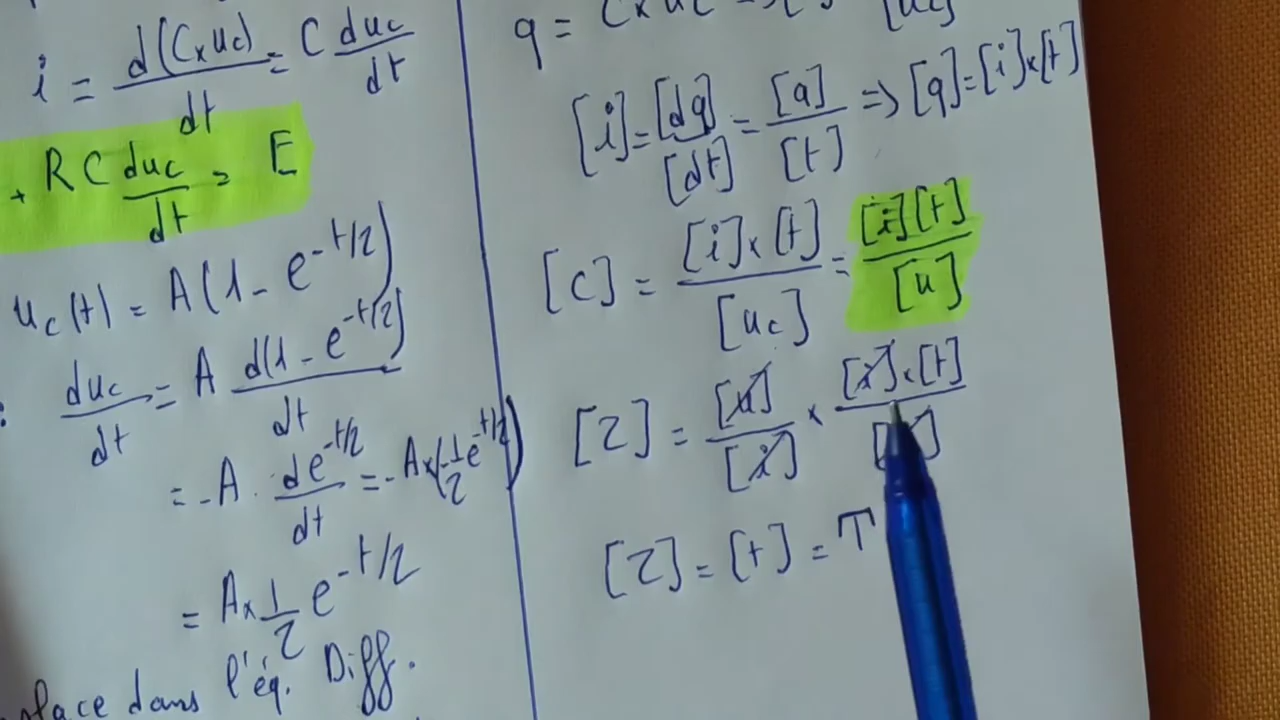 i = d(C×uc)/dt = C duc/dt
+ RC duc/dt = E
uc(t) = A(1 - e^-t/τ)
duc/dt = A d(1 - e^-t/τ)/dt
= -A · de^-t/τ/dt = -A×(-1/τ e^-t/τ)
= A× 1/τ e^-t/τ
dans l'éq. Diff.
q = C×uc
[i] = [dq]/[dt] = [q]/[t] => [q] = [i]×[t]
[C] = [i]×[t]/[uc] = [i][t]/[u]
[τ] = [u]/[i] × [i]×[t]/[u]
[τ] = [t] = T